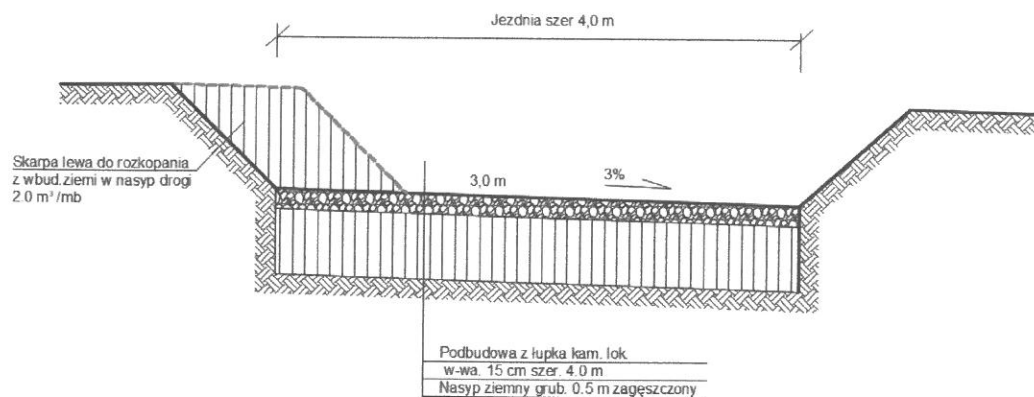 Jezdnia szer 4,0 m
Skarpa lewa do rozkopania
z wbud.ziemi w nasyp drogi
2.0 m³/mb
3,0 m
3%
Podbudowa z łupka kam. lok
w-wa. 15 cm szer. 4.0 m
Nasyp ziemny grub. 0.5 m zagęszczony